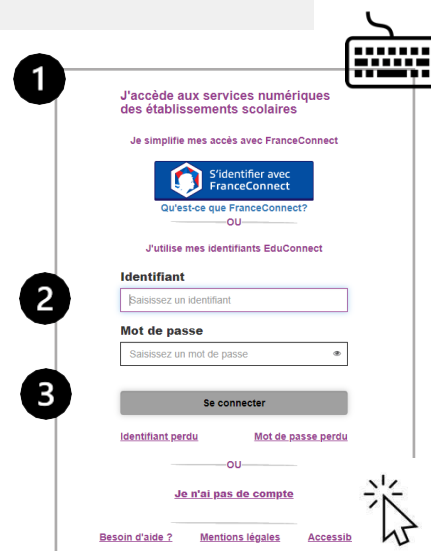 1
J'accède aux services numériques
des établissements scolaires
Je simplifie mes accès avec FranceConnect
S'identifier avec
FranceConnect
Qu'est-ce que FranceConnect?
OU
J'utilise mes identifiants EduConnect
Identifiant
2
Saisissez un identifiant
Mot de passe
Saisissez un mot de passe
3
Se connecter
Identifiant perdu Mot de passe perdu
OU
Je n'ai pas de compte
Besoin d'aide ? Mentions légales Accessib